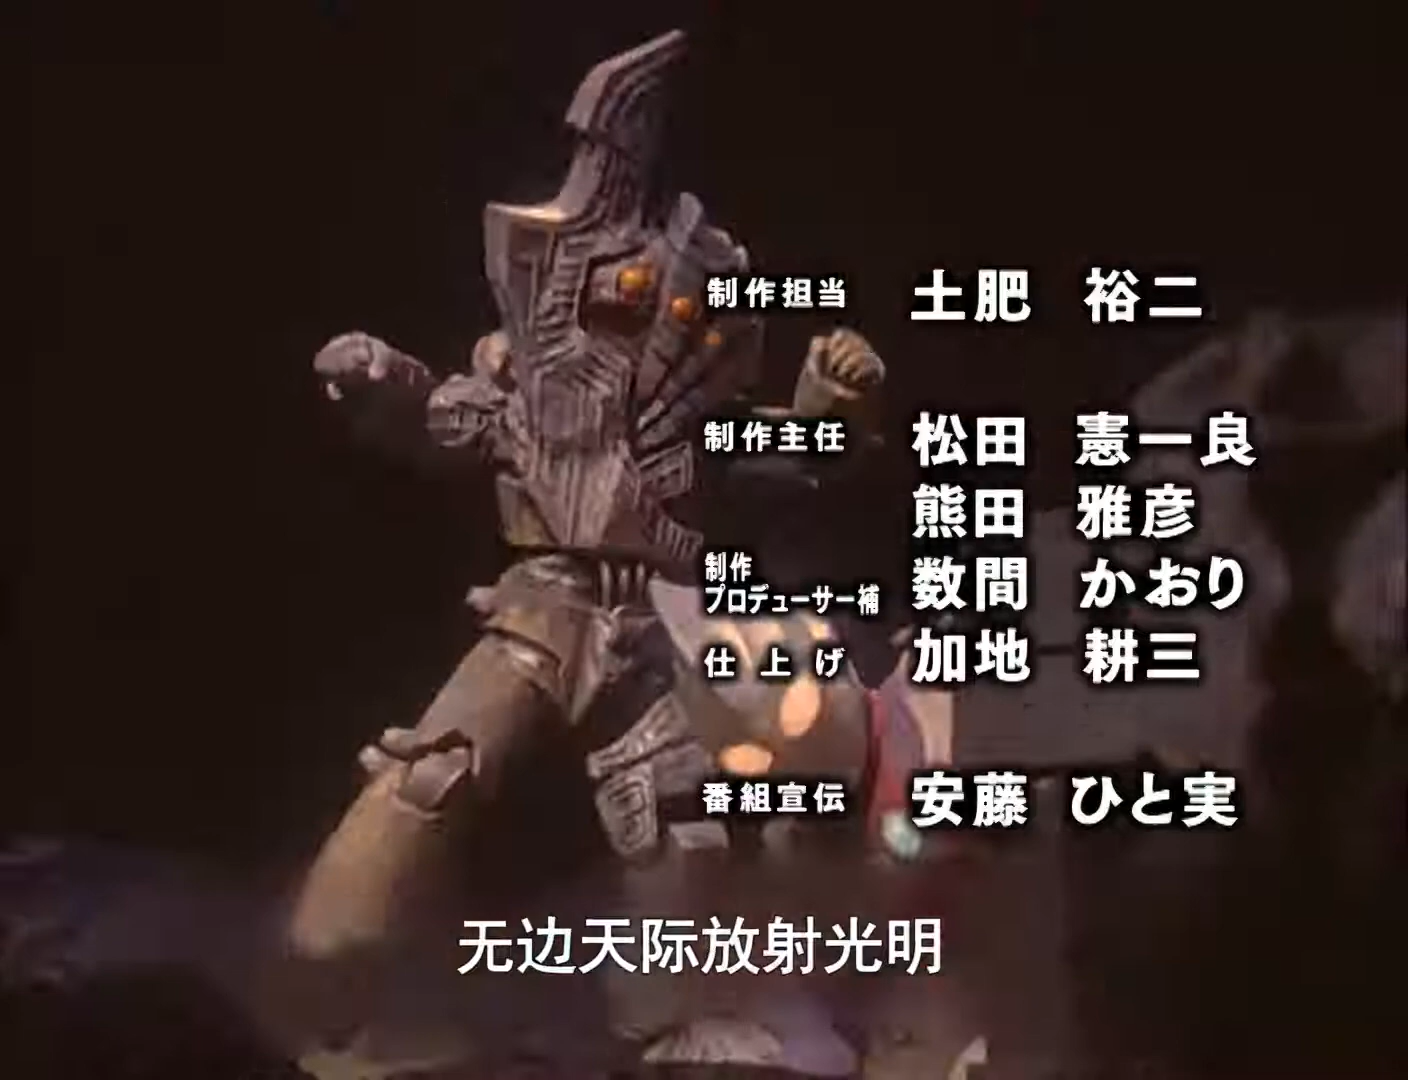 制作担当 土肥 裕二
制作主任 松田 憲一良
熊田 雅彦
制作
プロデューサー補 数間 かおり
仕上げ 加地 耕三
番組宣伝 安藤 ひと実
无边天际放射光明